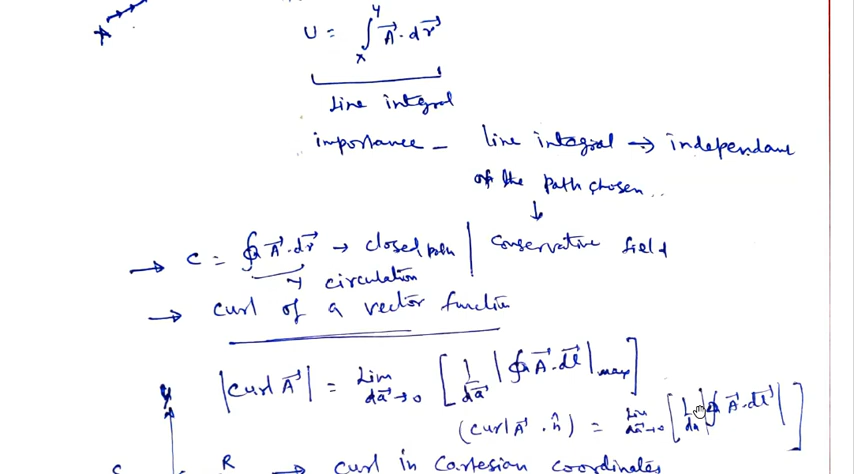 A
U = ∫ₓʸ A⃗ · dr⃗
Line integral
importance – line integral → independant
of the path chosen..
→ C = ∮ A⃗·dr⃗ → closed path | conservative field
↳ circulation
→ curl of a vector function
|curl A⃗| = Lim da⃗→0 [ 1/da⃗ | ∮ A⃗·dl⃗ | max ]
(curl A⃗ · n̂) = Lim da⃗→0 [ 1/da | ∮ A⃗·dl⃗ | ]
R → curl in Cartesian coordinates